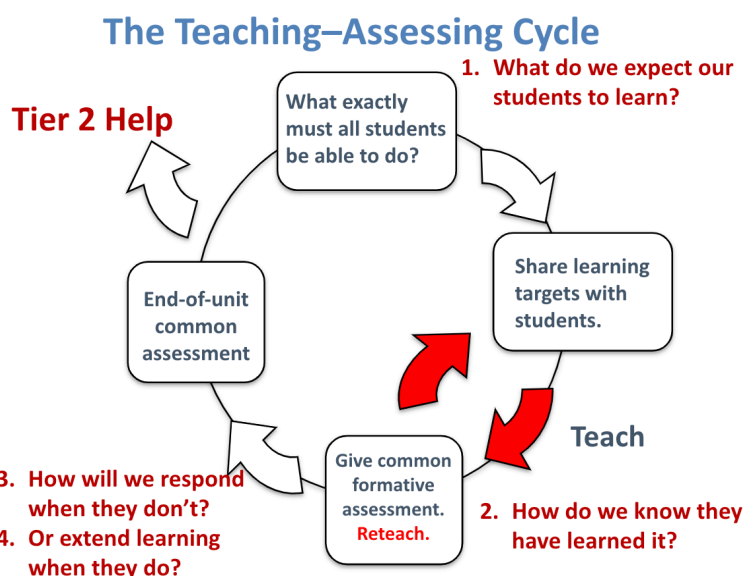 The Teaching–Assessing Cycle
1. What do we expect our
students to learn?
Tier 2 Help
What exactly
must all students
be able to do?
Share learning
targets with
students.
End-of-unit
common
assessment
Teach
Give common
formative
assessment.
Reteach.
2. How do we know they
have learned it?
3. How will we respond
when they don’t?
4. Or extend learning
when they do?